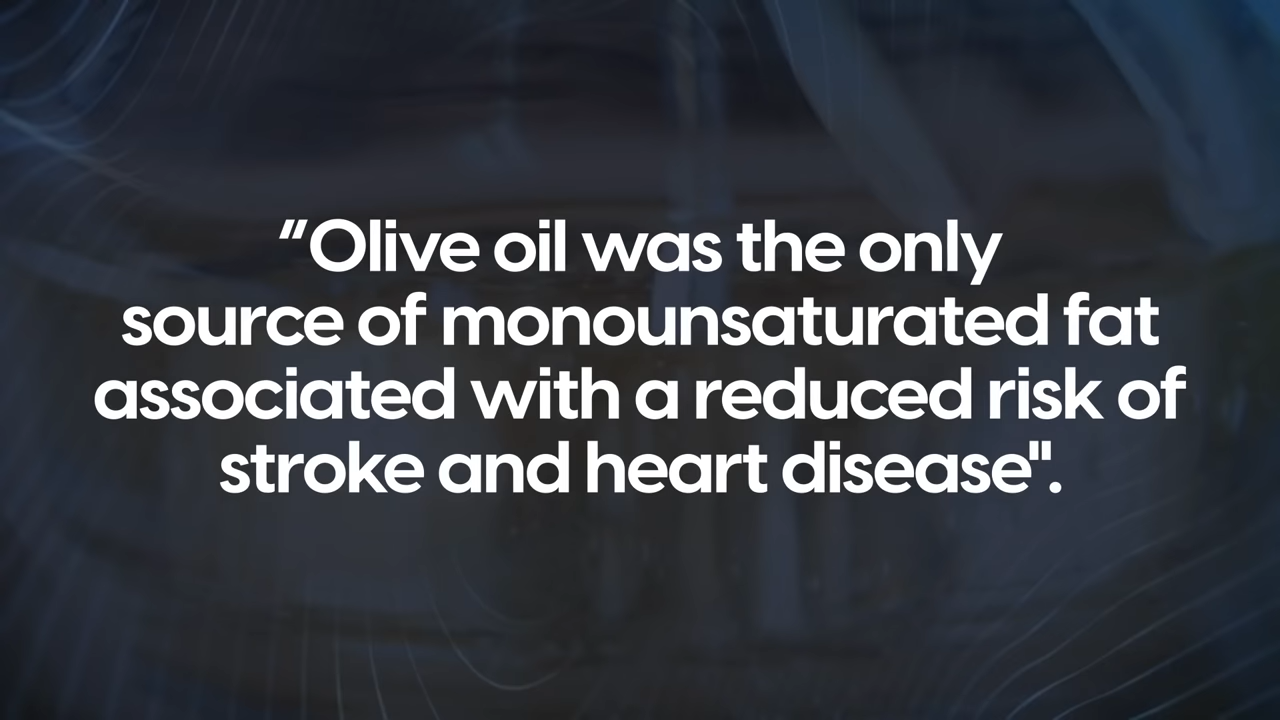 “Olive oil was the only
source of monounsaturated fat
associated with a reduced risk of
stroke and heart disease".